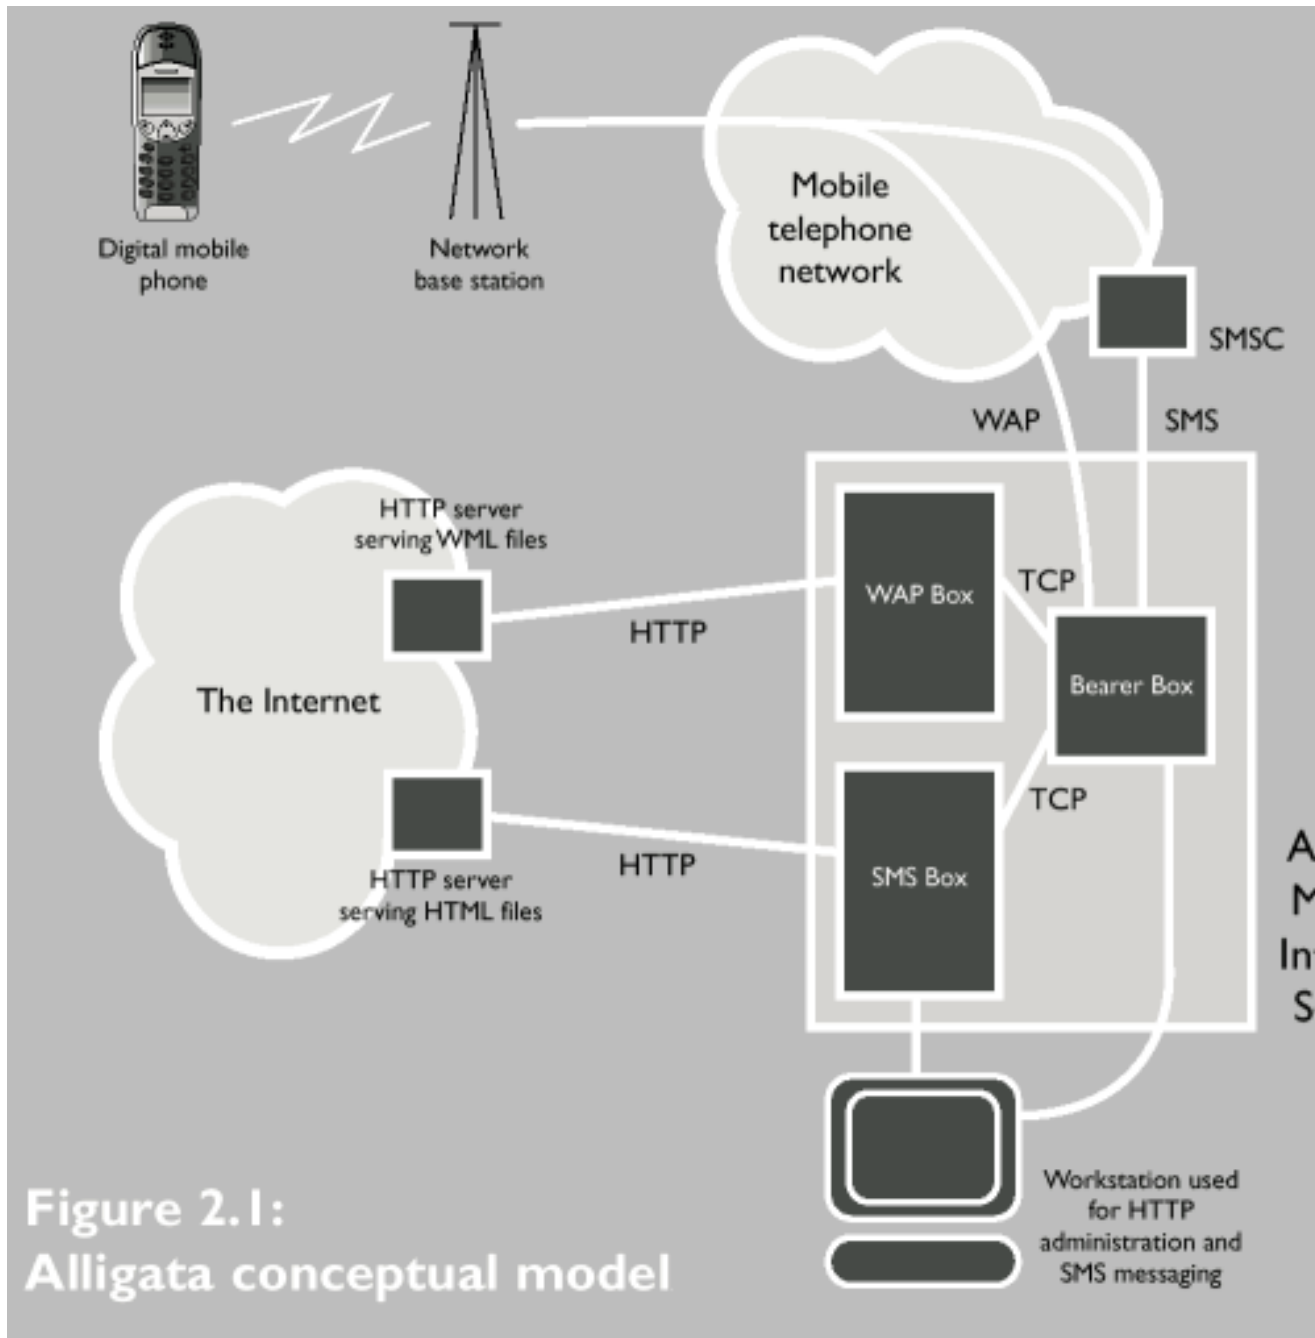 Digital mobile
phone
Network
base station
Mobile
telephone
network
SMSC
WAP
SMS
HTTP server
serving WML files
WAP Box
TCP
HTTP
The Internet
Bearer Box
TCP
HTTP
SMS Box
HTTP server
serving HTML files
Workstation used
for HTTP
administration and
SMS messaging
Figure 2.1:
Alligata conceptual model